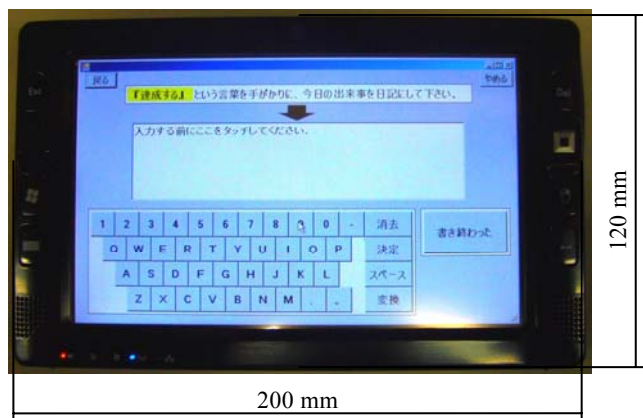 戻る
やめる
『達成する』という言葉を手がかりに、今日の出来事を日記にして下さい。
入力する前にここをタッチしてください。
1 2 3 4 5 6 7 8 9 0 - 消去
Q W E R T Y U I O P 決定
A S D F G H J K L スペース
Z X C V B N M 、 。 変換
書き終わった
120 mm
200 mm